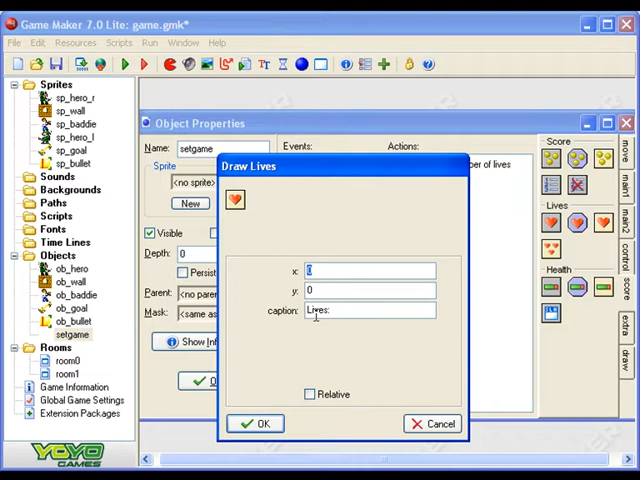 Game Maker 7.0 Lite: game.gmk*
File Edit Resources Scripts Run Window Help
Sprites
sp_hero_r
sp_wall
sp_baddie
sp_hero_l
sp_goal
sp_bullet
Sounds
Backgrounds
Paths
Scripts
Fonts
Time Lines
Objects
ob_hero
ob_wall
ob_baddie
ob_goal
ob_bullet
setgame
Rooms
room0
room1
Game Information
Global Game Settings
Extension Packages
YOYO
GAMES
Object Properties
Name: setgame
Events:
Actions:
Sprite
<no sprite>
New
Visible
Depth: 0
Persist
Parent: <no pare
Mask: <same as
Show Inf
ber of lives
Draw Lives
x: 0
y: 0
caption: Lives:
Relative
OK
Cancel
Score
Lives
Health
move
main1
main2
control
score
extra
draw